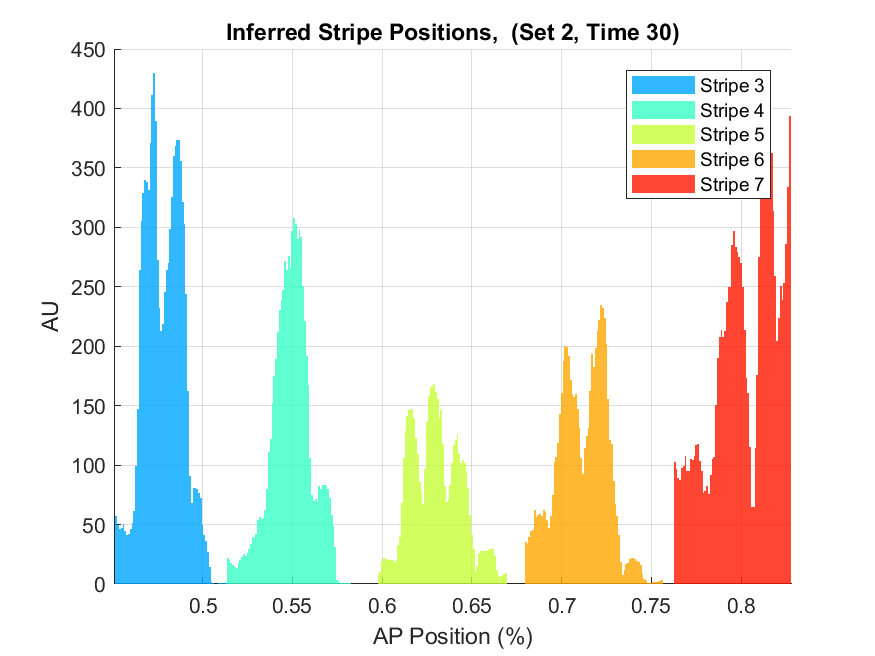 Inferred Stripe Positions,  (Set 2, Time 30)
450
400
350
300
250
200
150
100
50
0
AU
Stripe 3
Stripe 4
Stripe 5
Stripe 6
Stripe 7
0.5 0.55 0.6 0.65 0.7 0.75 0.8
AP Position (%)